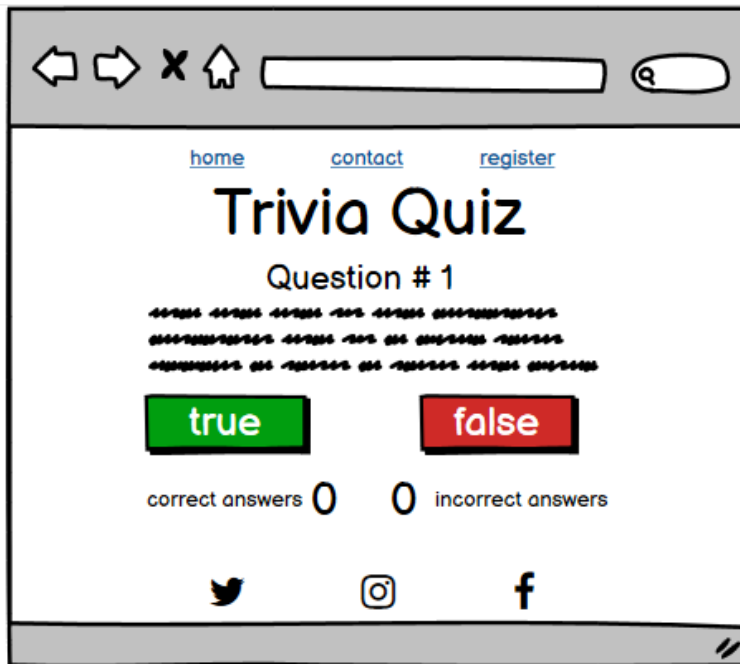 home contact register
Trivia Quiz
Question # 1
true false
correct answers 0 0 incorrect answers